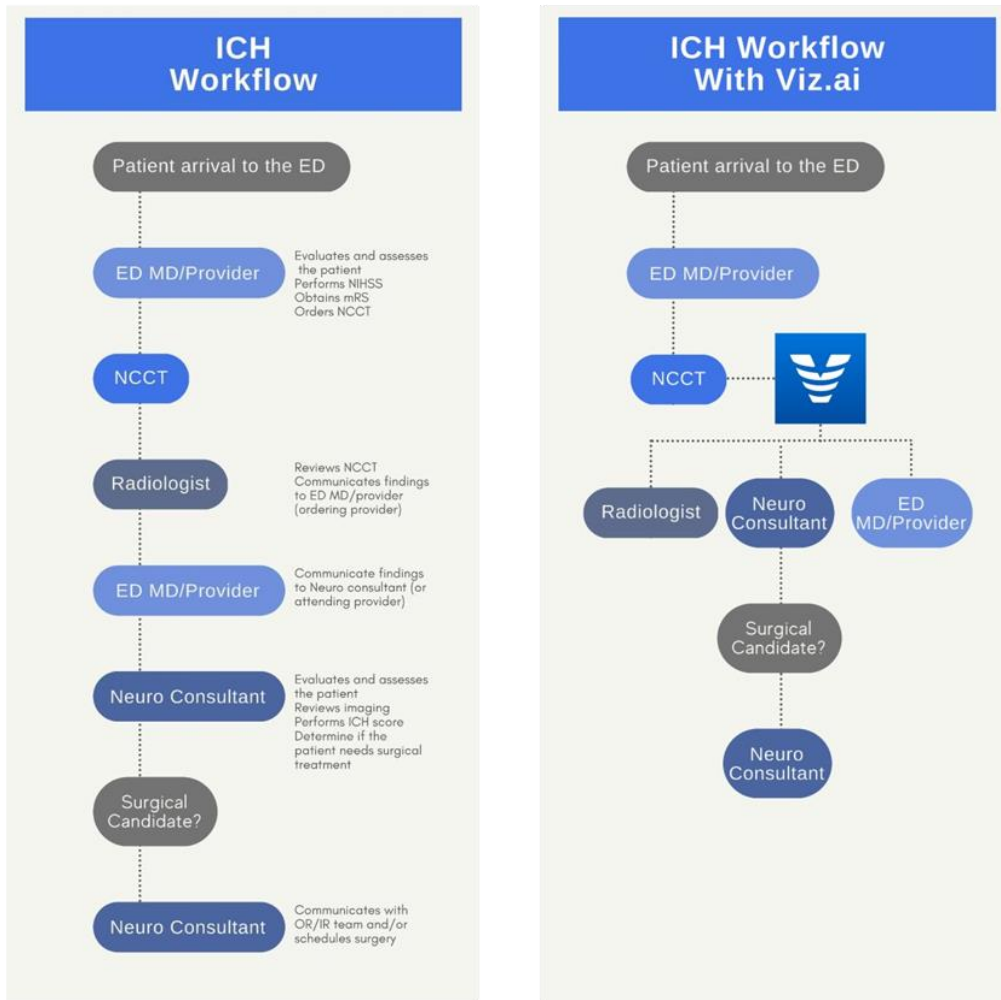 ICH
Workflow
Patient arrival to the ED
ED MD/Provider
Evaluates and assesses
the patient
Performs NIHSS
Obtains mRS
Orders NCCT
NCCT
Radiologist
Reviews NCCT
Communicates findings
to ED MD/provider
(ordering provider)
ED MD/Provider
Communicate findings
to Neuro consultant (or
attending provider)
Neuro Consultant
Evaluates and assesses
the patient
Reviews imaging
Performs ICH score
Determine if the
patient needs surgical
treatment
Surgical
Candidate?
Neuro Consultant
Communicates with
OR/IR team and/or
schedules surgery
ICH Workflow
With Viz.ai
Patient arrival to the ED
ED MD/Provider
NCCT
Radiologist
Neuro
Consultant
ED
MD/Provider
Surgical
Candidate?
Neuro
Consultant